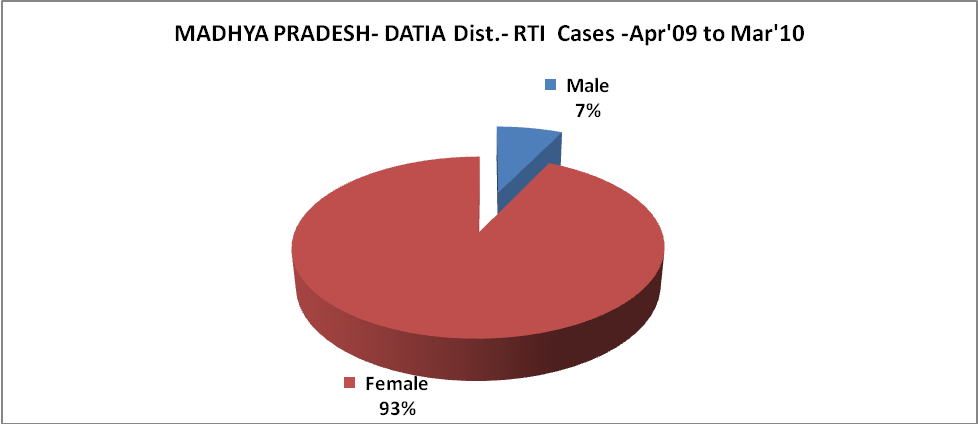 MADHYA PRADESH- DATIA Dist.- RTI  Cases -Apr'09 to Mar'10
Male
7%
Female
93%